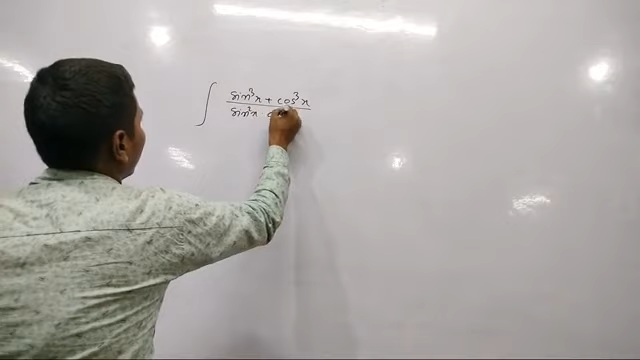 ∫ sin³x + cos³x
sin²x c